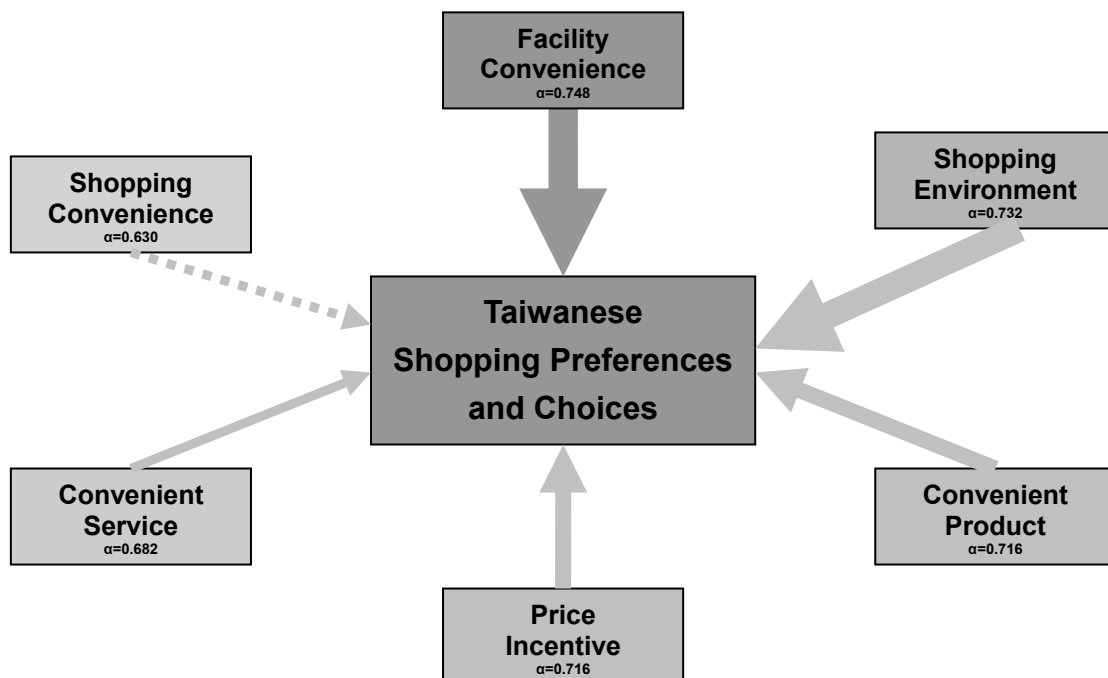 Facility
Convenience
α=0.748
Shopping
Environment
α=0.732
Shopping
Convenience
α=0.630
Taiwanese
Shopping Preferences
and Choices
Convenient
Service
α=0.682
Convenient
Product
α=0.716
Price
Incentive
α=0.716